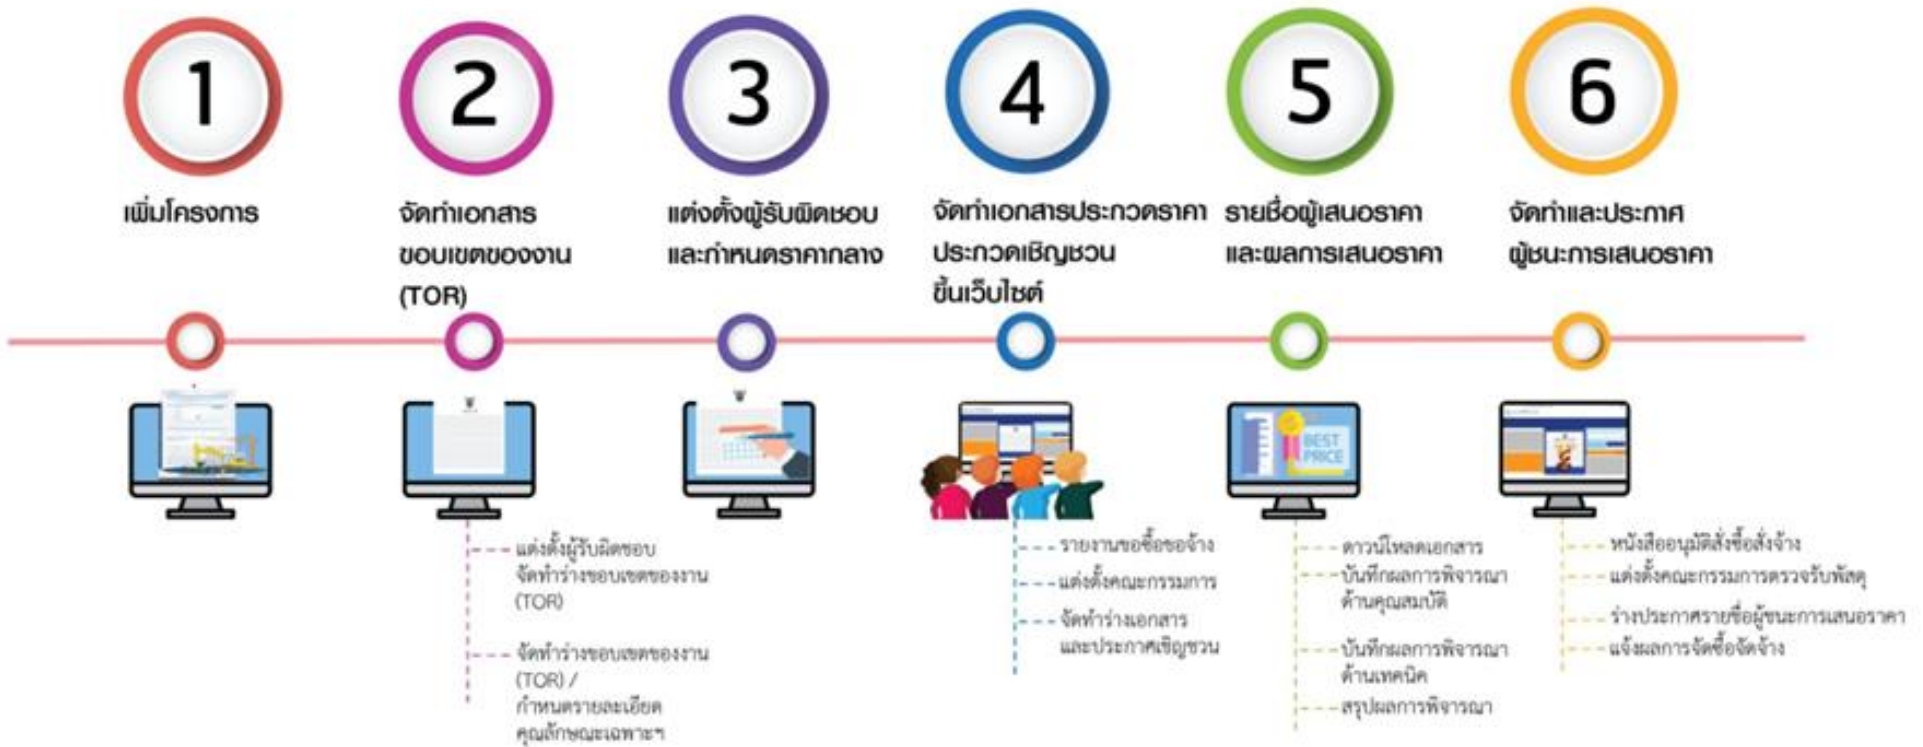 1
เพิ่มโครงการ
2
จัดทำเอกสาร
ขอบเขตของงาน
(TOR)
แต่งตั้งผู้รับผิดชอบ
จัดทำร่างขอบเขตของงาน
(TOR)
จัดทำร่างขอบเขตของงาน
(TOR) /
กำหนดรายละเอียด
คุณลักษณะเฉพาะฯ
3
แต่งตั้งผู้รับผิดชอบ
และกำหนดราคากลาง
4
จัดทำเอกสารประกวดราคา
ประกวดเชิญชวน
ขึ้นเว็บไซต์
รายงานขอซื้อขอจ้าง
แต่งตั้งคณะกรรมการ
จัดทำร่างเอกสาร
และประกาศเชิญชวน
5
รายชื่อผู้เสนอราคา
และผลการเสนอราคา
BEST
PRICE
ดาวน์โหลดเอกสาร
บันทึกผลการพิจารณา
ด้านคุณสมบัติ
บันทึกผลการพิจารณา
ด้านเทคนิค
สรุปผลการพิจารณา
6
จัดทำและประกาศ
ผู้ชนะการเสนอราคา
หนังสืออนุมัติสั่งซื้อสั่งจ้าง
แต่งตั้งคณะกรรมการตรวจรับพัสดุ
ร่างประกาศรายชื่อผู้ชนะการเสนอราคา
แจ้งผลการจัดซื้อจัดจ้าง